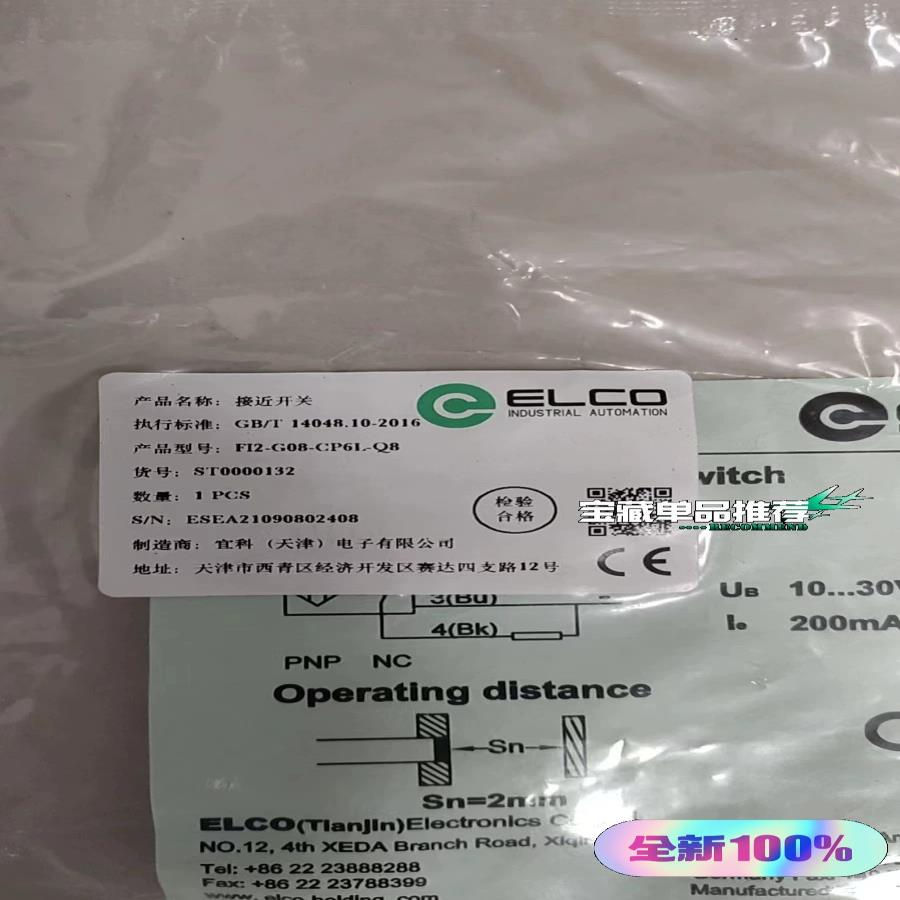 产品名称: 接近开关
ELCO
INDUSTRIAL AUTOMATION
执行标准: GB/T 14048.10-2016
产品型号: FI2-G08-CP6L-Q8
货号: ST0000132
数量: 1 PCS
S/N: ESEA21090802408
检验
合格
制造商: 宜科(天津)电子有限公司
地址: 天津市西青区经济开发区赛达四支路12号
CE
宝藏单品推荐
RECOMMEND
witch
UB 10...30V
Ie 200mA
3(Bu)
4(Bk)
PNP NC
Operating distance
Sn
Sn=2mm
ELCO(TianJin)Electronics
NO.12, 4th XEDA Branch Road,
Tel: +86 22 23888288
Fax: +86 22 23788399
Manufactured
全新100%